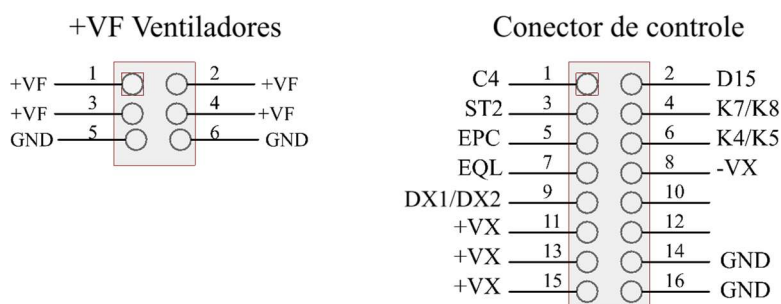 +VF Ventiladores
+VF 1 2 +VF
+VF 3 4 +VF
GND 5 6 GND
Conector de controle
C4 1 2 D15
ST2 3 4 K7/K8
EPC 5 6 K4/K5
EQL 7 8 -VX
DX1/DX2 9 10
+VX 11 12
+VX 13 14 GND
+VX 15 16 GND